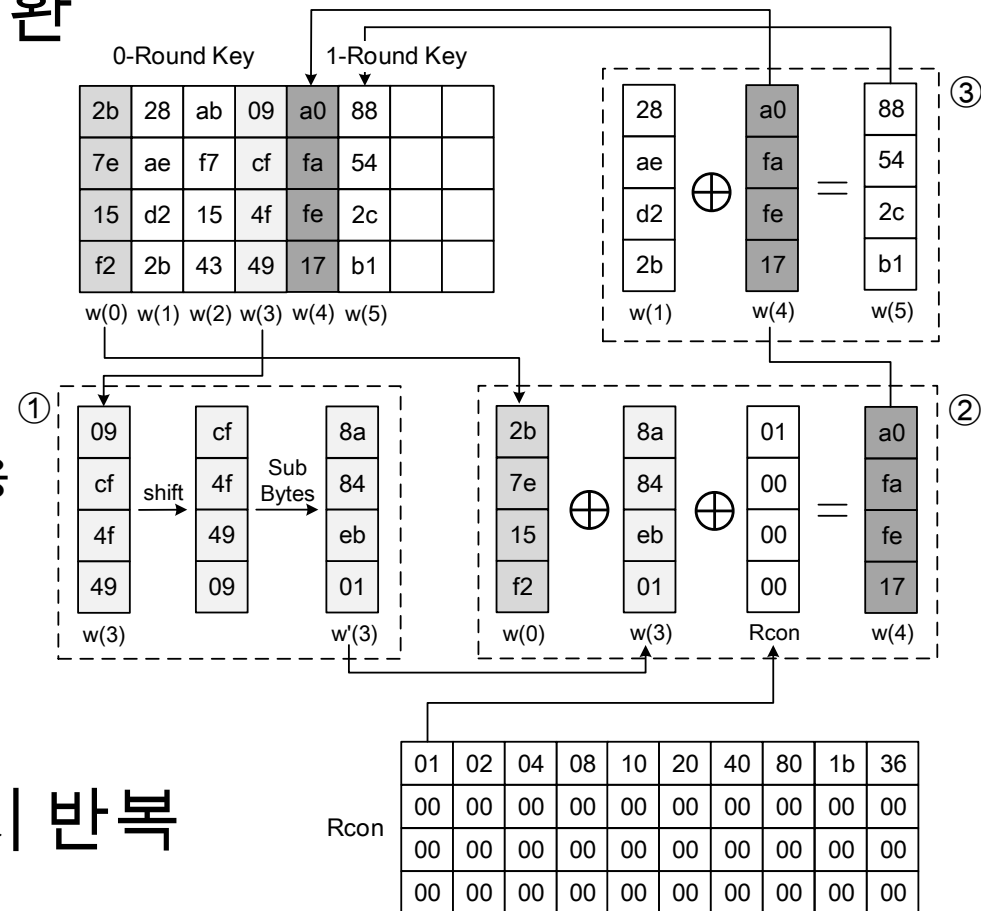 환
0-Round Key 1-Round Key
2b 28 ab 09 a0 88
7e ae f7 cf fa 54
15 d2 15 4f fe 2c
f2 2b 43 49 17 b1
w(0) w(1) w(2) w(3) w(4) w(5)
③
28 a0 88
ae fa 54
d2 ⊕ fe = 2c
2b 17 b1
w(1) w(4) w(5)
①
09 cf 8a
cf shift 4f Sub Bytes 84
4f 49 eb
49 09 01
w(3) w'(3)
②
2b 8a 01 a0
7e 84 00 fa
15 ⊕ eb ⊕ 00 = fe
f2 01 00 17
w(0) w(3) Rcon w(4)
Rcon
01 02 04 08 10 20 40 80 1b 36
00 00 00 00 00 00 00 00 00 00
00 00 00 00 00 00 00 00 00 00
00 00 00 00 00 00 00 00 00 00
반복